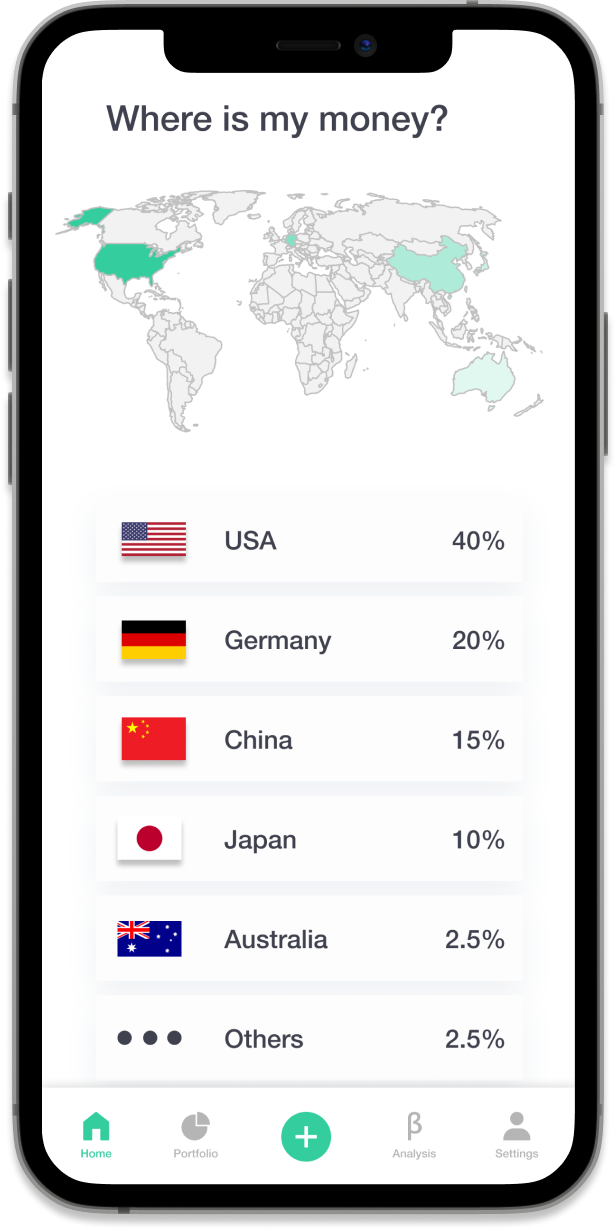 Where is my money?
USA 40%
Germany 20%
China 15%
Japan 10%
Australia 2.5%
Others 2.5%
β
Home Portfolio Analysis Settings